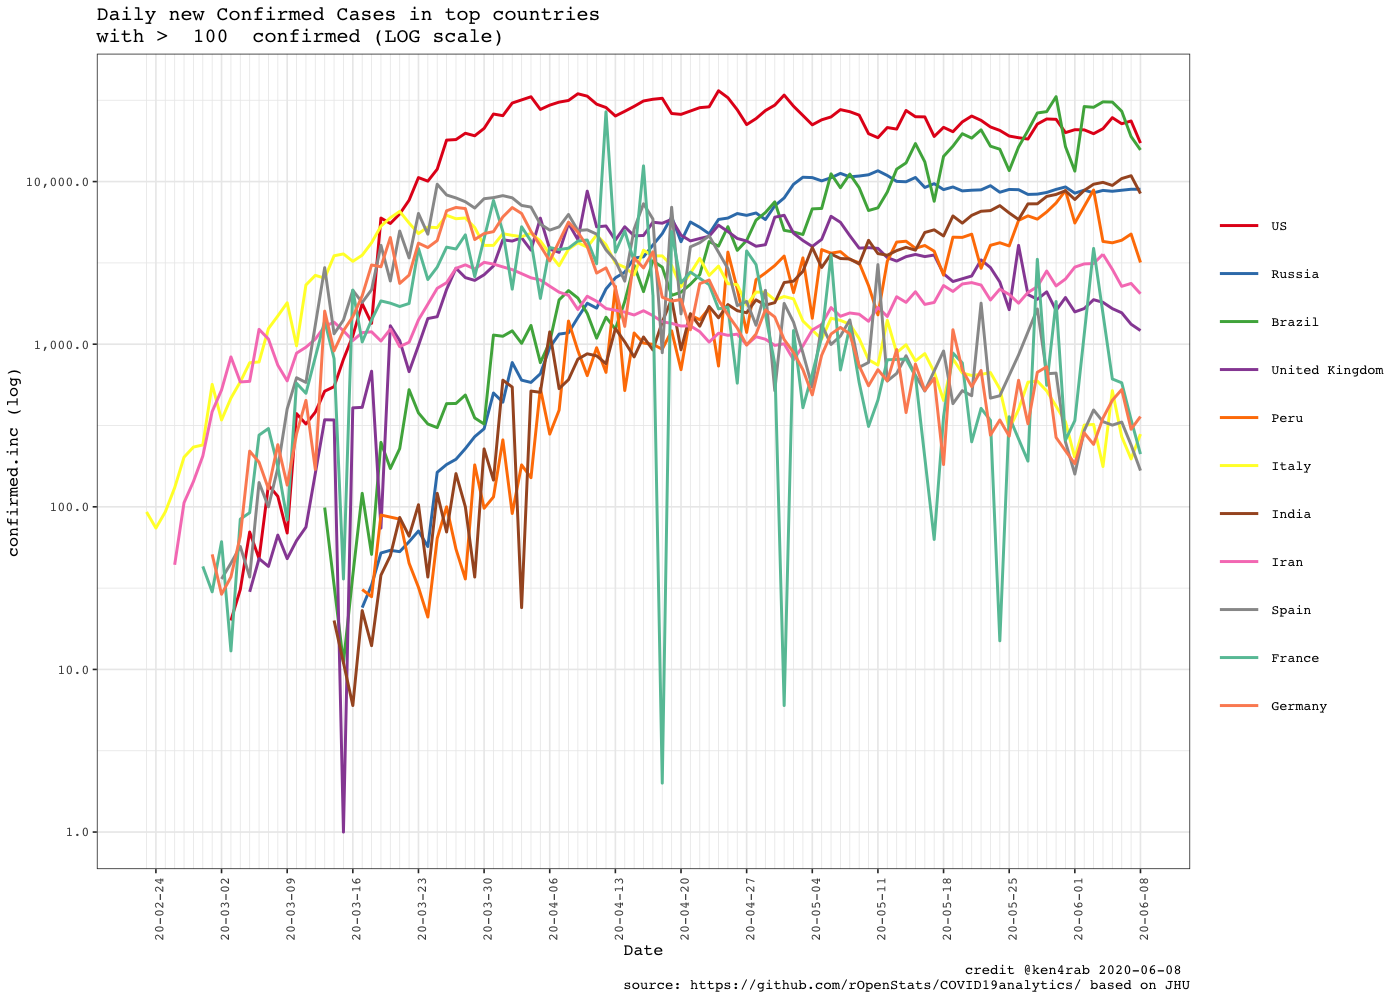 Daily new Confirmed Cases in top countries
with >  100  confirmed (LOG scale)
confirmed.inc (log)
10,000.0
1,000.0
100.0
10.0
1.0
20-02-24
20-03-02
20-03-09
20-03-16
20-03-23
20-03-30
20-04-06
20-04-13
20-04-20
20-04-27
20-05-04
20-05-11
20-05-18
20-05-25
20-06-01
20-06-08
Date
US
Russia
Brazil
United Kingdom
Peru
Italy
India
Iran
Spain
France
Germany
credit @ken4rab 2020-06-08
source: https://github.com/rOpenStats/COVID19analytics/ based on JHU